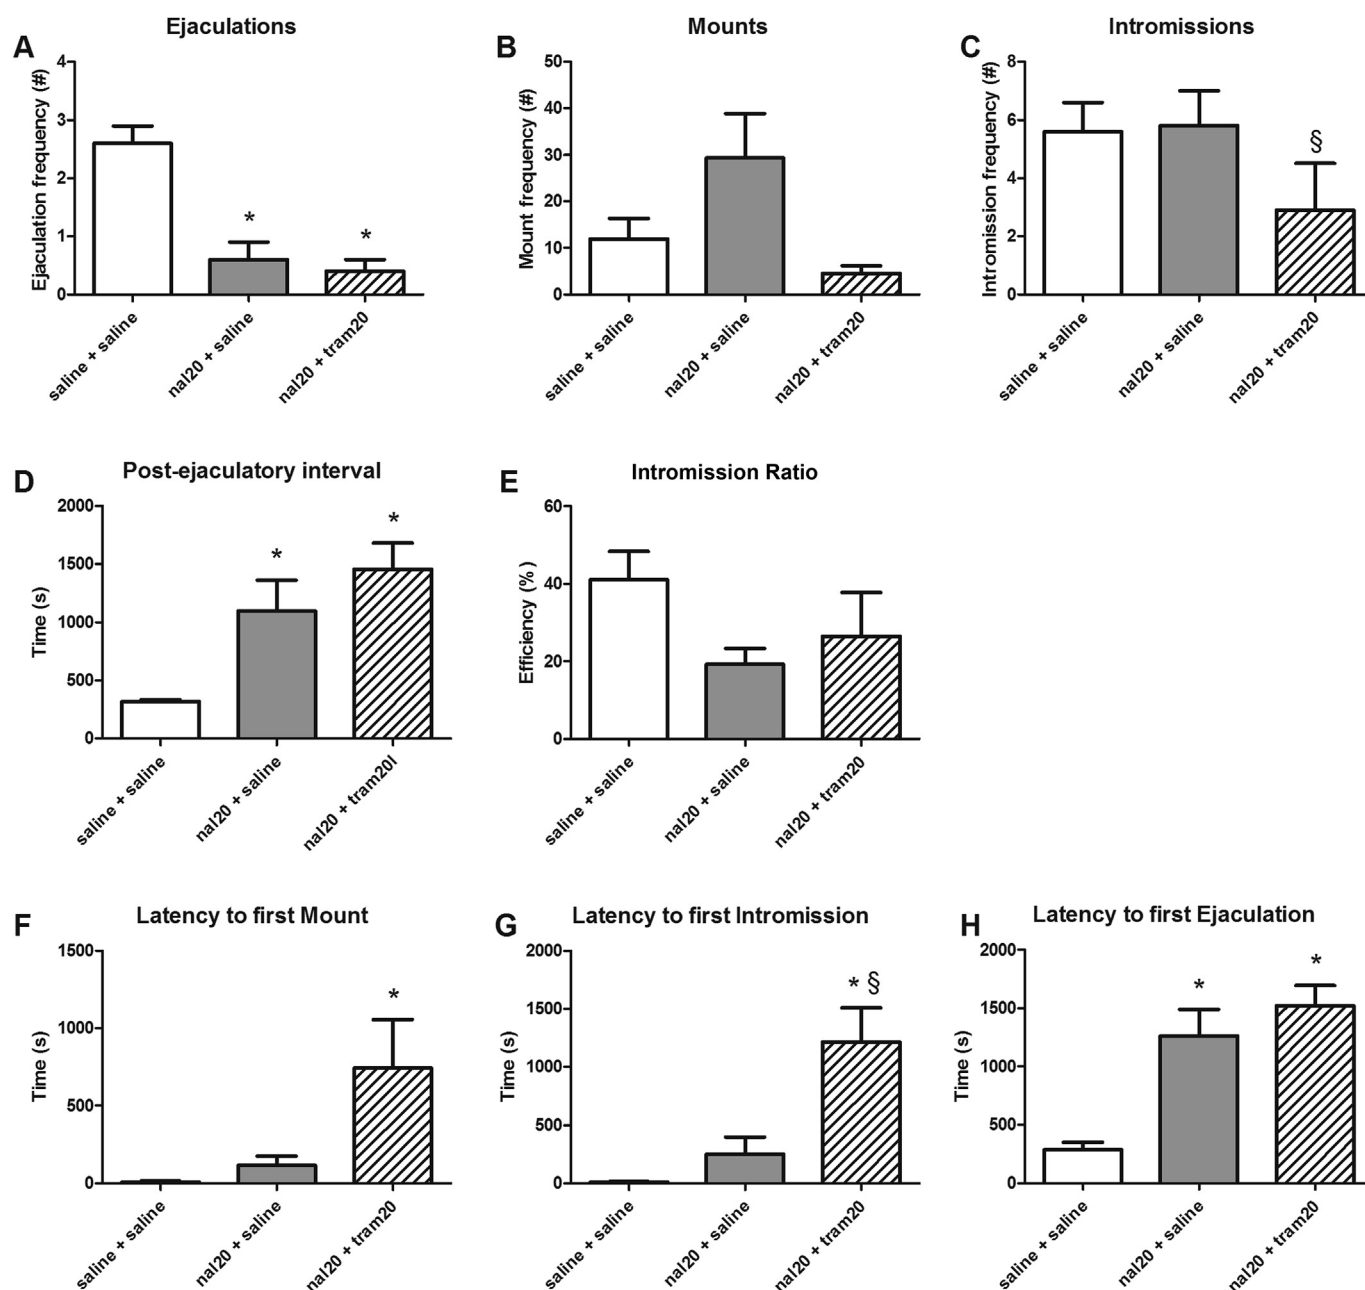 A
Ejaculations
Ejaculation frequency (#)
4
3
2
1
0
*
*
saline + saline
nal20 + saline
nal20 + tram20
B
Mounts
Mount frequency (#)
50
40
30
20
10
0
saline + saline
nal20 + saline
nal20 + tram20
C
Intromissions
Intromission frequency (#)
8
6
4
2
0
§
saline + saline
nal20 + saline
nal20 + tram20
D
Post-ejaculatory interval
Time (s)
2000
1500
1000
500
0
*
*
saline + saline
nal20 + saline
nal20 + tram20l
E
Intromission Ratio
Efficiency (%)
60
40
20
0
saline + saline
nal20 + saline
nal20 + tram20
F
Latency to first Mount
Time (s)
1500
1000
500
0
*
saline + saline
nal20 + saline
nal20 + tram20
G
Latency to first Intromission
Time (s)
2000
1500
1000
500
0
* §
saline + saline
nal20 + saline
nal20 + tram20
H
Latency to first Ejaculation
Time (s)
2000
1500
1000
500
0
*
*
saline + saline
nal20 + saline
nal20 + tram20